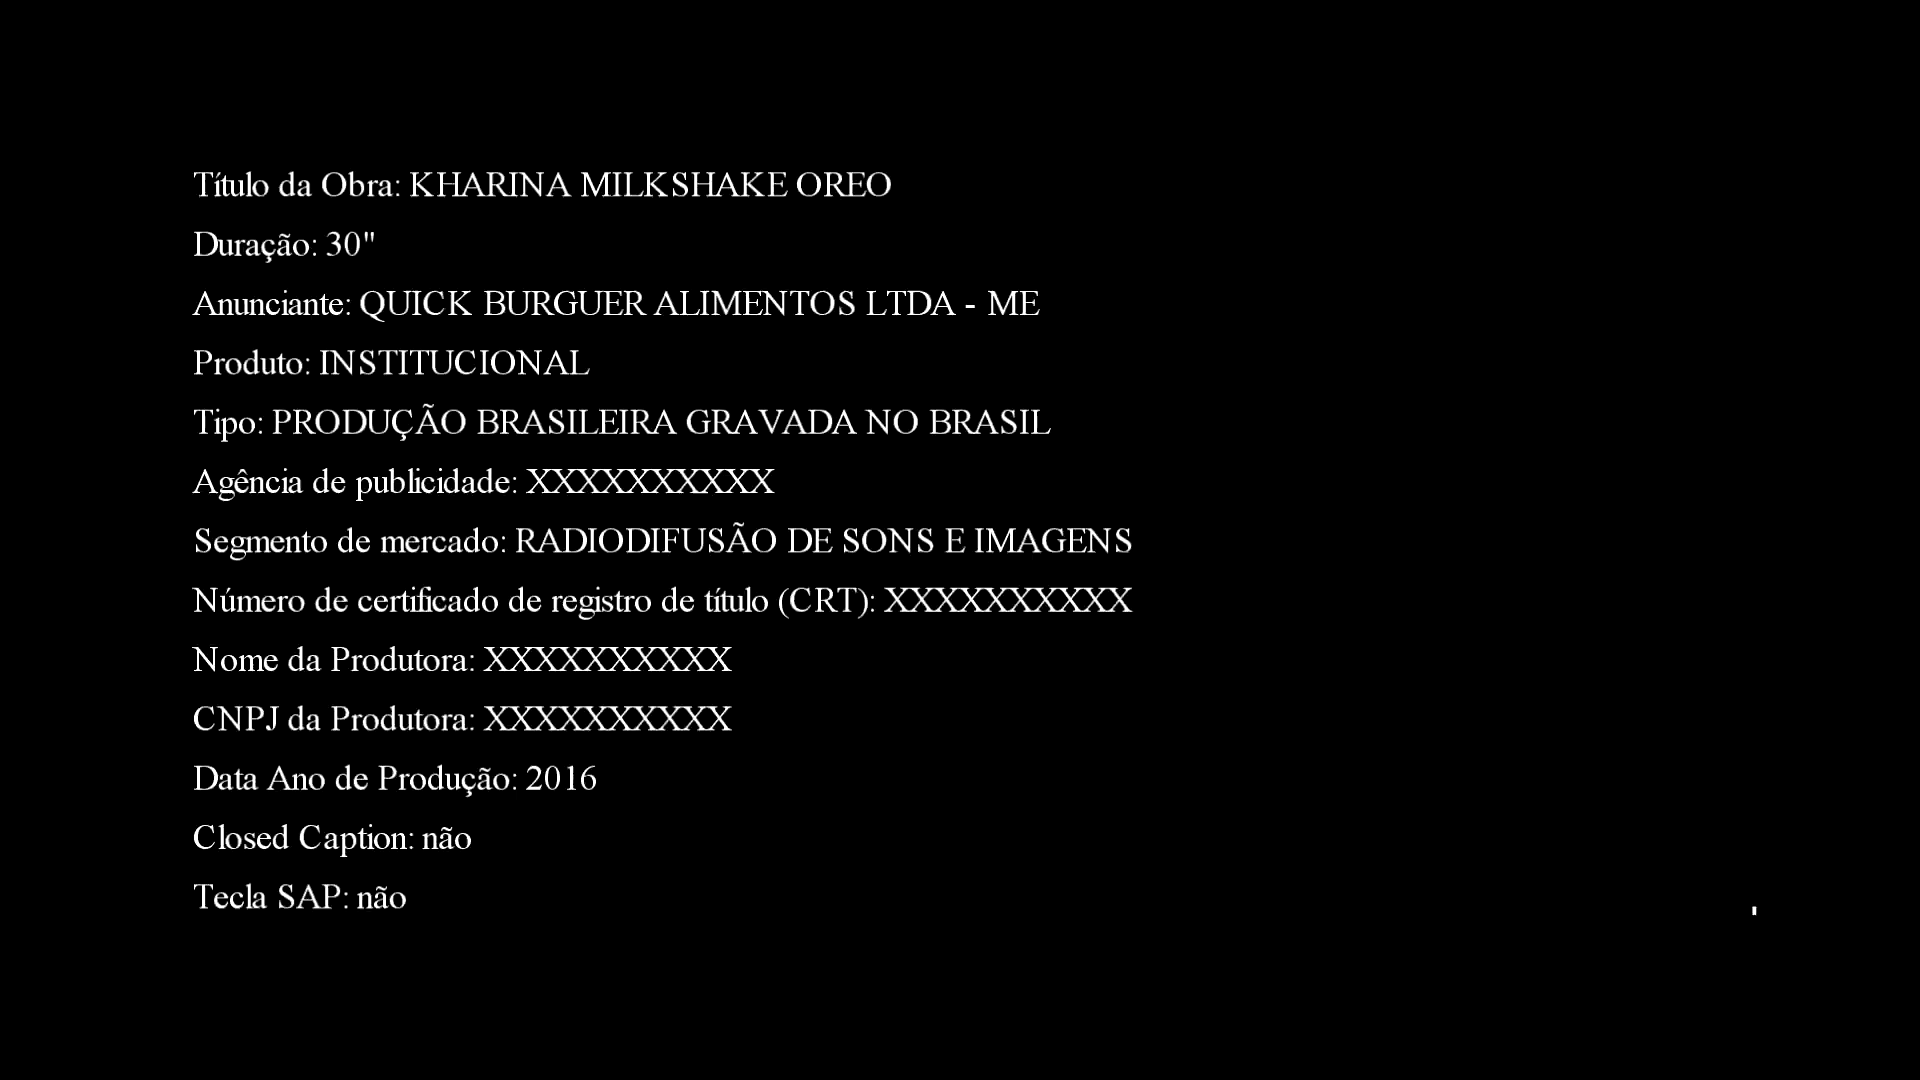 Título da Obra: KHARINA MILKSHAKE OREO
Duração: 30"
Anunciante: QUICK BURGUER ALIMENTOS LTDA - ME
Produto: INSTITUCIONAL
Tipo: PRODUÇÃO BRASILEIRA GRAVADA NO BRASIL
Agência de publicidade: XXXXXXXXXX
Segmento de mercado: RADIODIFUSÃO DE SONS E IMAGENS
Número de certificado de registro de título (CRT): XXXXXXXXXX
Nome da Produtora: XXXXXXXXXX
CNPJ da Produtora: XXXXXXXXXX
Data Ano de Produção: 2016
Closed Caption: não
Tecla SAP: não